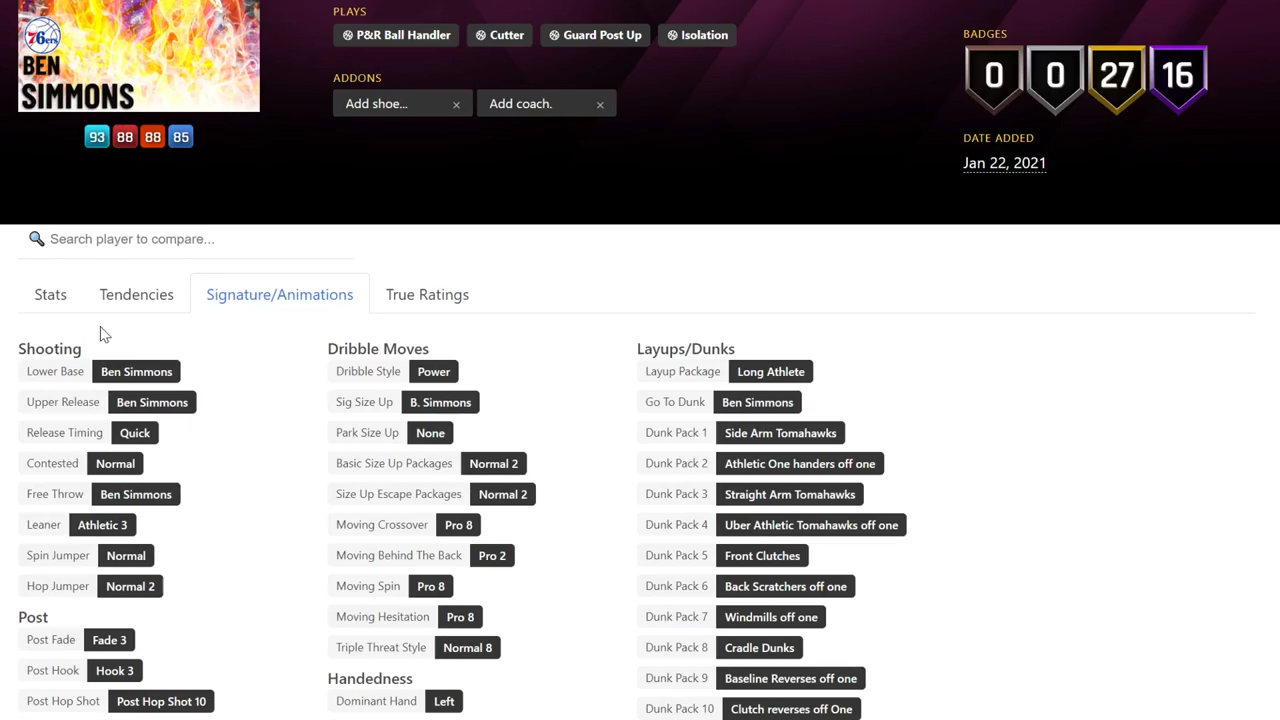 76ers
BEN
SIMMONS
93 88 88 85
PLAYS
P&R Ball Handler Cutter Guard Post Up Isolation
ADDONS
Add shoe... × Add coach. ×
BADGES
0 0 27 16
DATE ADDED
Jan 22, 2021
Search player to compare...
Stats Tendencies Signature/Animations True Ratings
Shooting
Lower Base Ben Simmons
Upper Release Ben Simmons
Release Timing Quick
Contested Normal
Free Throw Ben Simmons
Leaner Athletic 3
Spin Jumper Normal
Hop Jumper Normal 2
Post
Post Fade Fade 3
Post Hook Hook 3
Post Hop Shot Post Hop Shot 10
Dribble Moves
Dribble Style Power
Sig Size Up B. Simmons
Park Size Up None
Basic Size Up Packages Normal 2
Size Up Escape Packages Normal 2
Moving Crossover Pro 8
Moving Behind The Back Pro 2
Moving Spin Pro 8
Moving Hesitation Pro 8
Triple Threat Style Normal 8
Handedness
Dominant Hand Left
Layups/Dunks
Layup Package Long Athlete
Go To Dunk Ben Simmons
Dunk Pack 1 Side Arm Tomahawks
Dunk Pack 2 Athletic One handers off one
Dunk Pack 3 Straight Arm Tomahawks
Dunk Pack 4 Uber Athletic Tomahawks off one
Dunk Pack 5 Front Clutches
Dunk Pack 6 Back Scratchers off one
Dunk Pack 7 Windmills off one
Dunk Pack 8 Cradle Dunks
Dunk Pack 9 Baseline Reverses off one
Dunk Pack 10 Clutch reverses off One